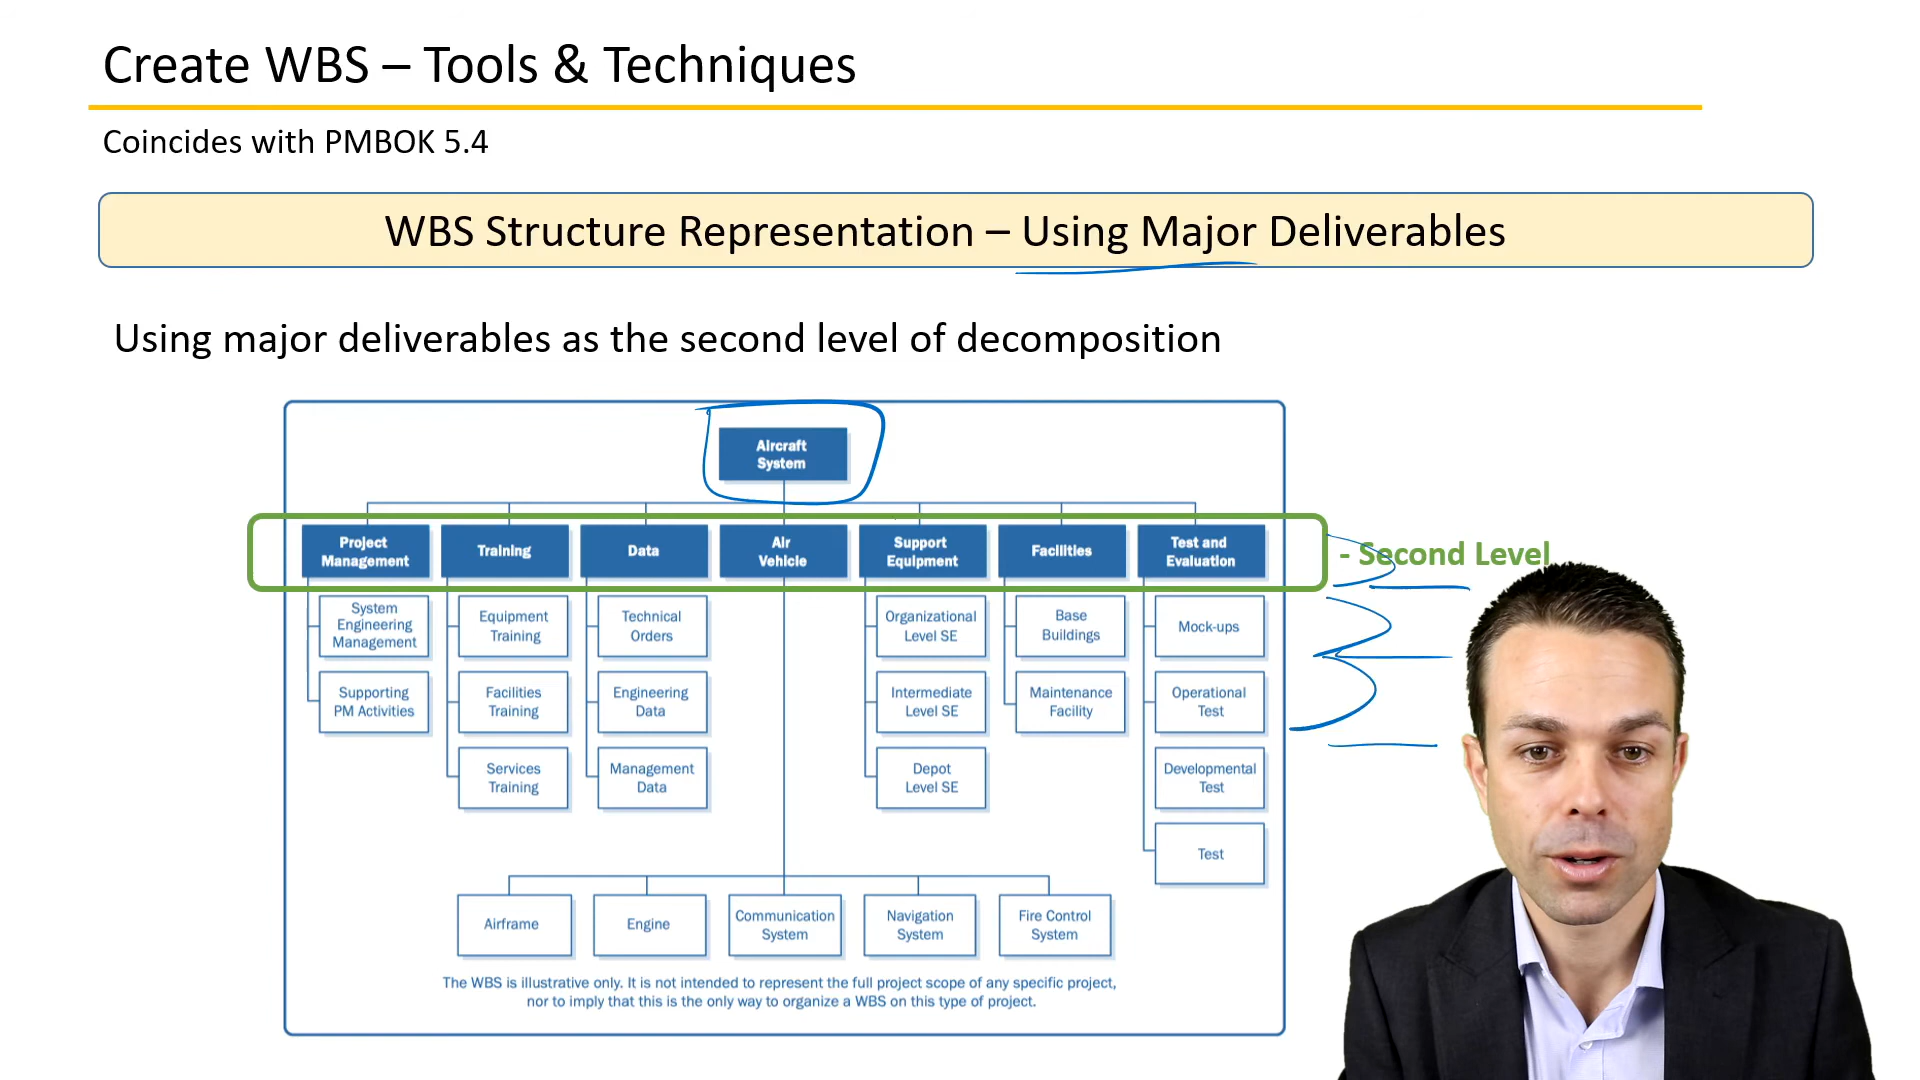 Create WBS – Tools & Techniques
Coincides with PMBOK 5.4
WBS Structure Representation – Using Major Deliverables
Using major deliverables as the second level of decomposition
Aircraft
System
Project
Management
Training
Data
Air
Vehicle
Support
Equipment
Facilities
Test and
Evaluation
- Second Level
System
Engineering
Management
Equipment
Training
Technical
Orders
Organizational
Level SE
Base
Buildings
Mock-ups
Supporting
PM Activities
Facilities
Training
Engineering
Data
Intermediate
Level SE
Maintenance
Facility
Operational
Test
Services
Training
Management
Data
Depot
Level SE
Developmental
Test
Test
Airframe
Engine
Communication
System
Navigation
System
Fire Control
System
The WBS is illustrative only. It is not intended to represent the full project scope of any specific project,
nor to imply that this is the only way to organize a WBS on this type of project.